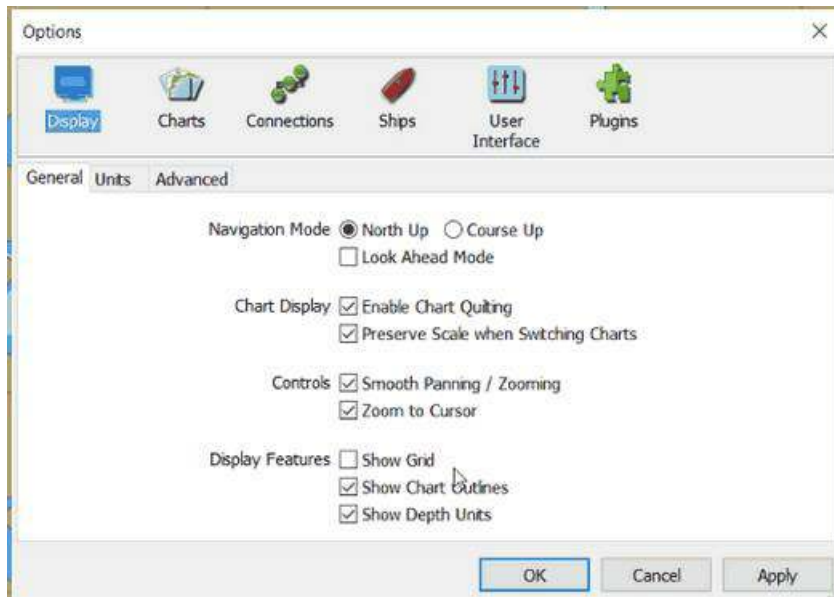 Options
Display Charts Connections Ships User Interface Plugins
General Units Advanced
Navigation Mode North Up Course Up
Look Ahead Mode
Chart Display Enable Chart Quilting
Preserve Scale when Switching Charts
Controls Smooth Panning / Zooming
Zoom to Cursor
Display Features Show Grid
Show Chart Outlines
Show Depth Units
OK Cancel Apply